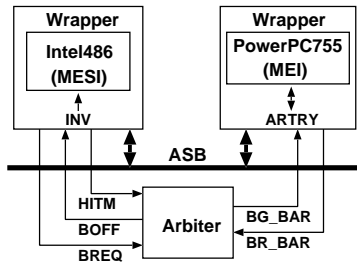 Wrapper
Intel486
(MESI)
INV
Wrapper
PowerPC755
(MEI)
ARTRY
ASB
HITM
BOFF
BREQ
Arbiter
BG_BAR
BR_BAR